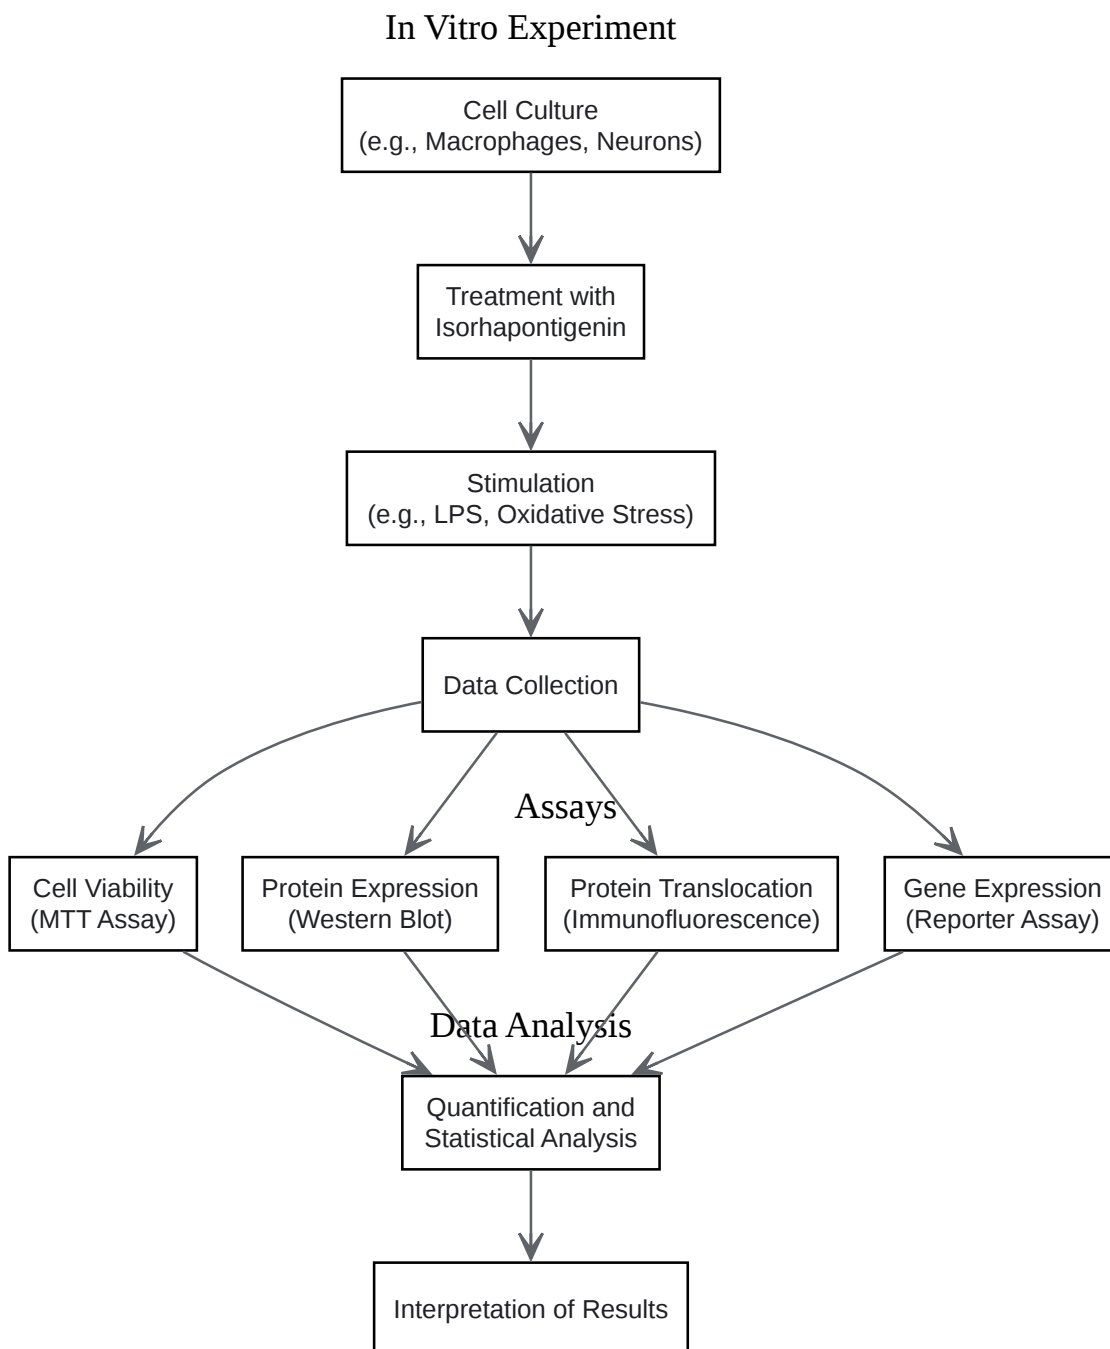 In Vitro Experiment
Cell Culture
(e.g., Macrophages, Neurons)
Treatment with
Isorhapontigenin
Stimulation
(e.g., LPS, Oxidative Stress)
Data Collection
Assays
Cell Viability
(MTT Assay)
Protein Expression
(Western Blot)
Protein Translocation
(Immunofluorescence)
Gene Expression
(Reporter Assay)
Data Analysis
Quantification and
Statistical Analysis
Interpretation of Results